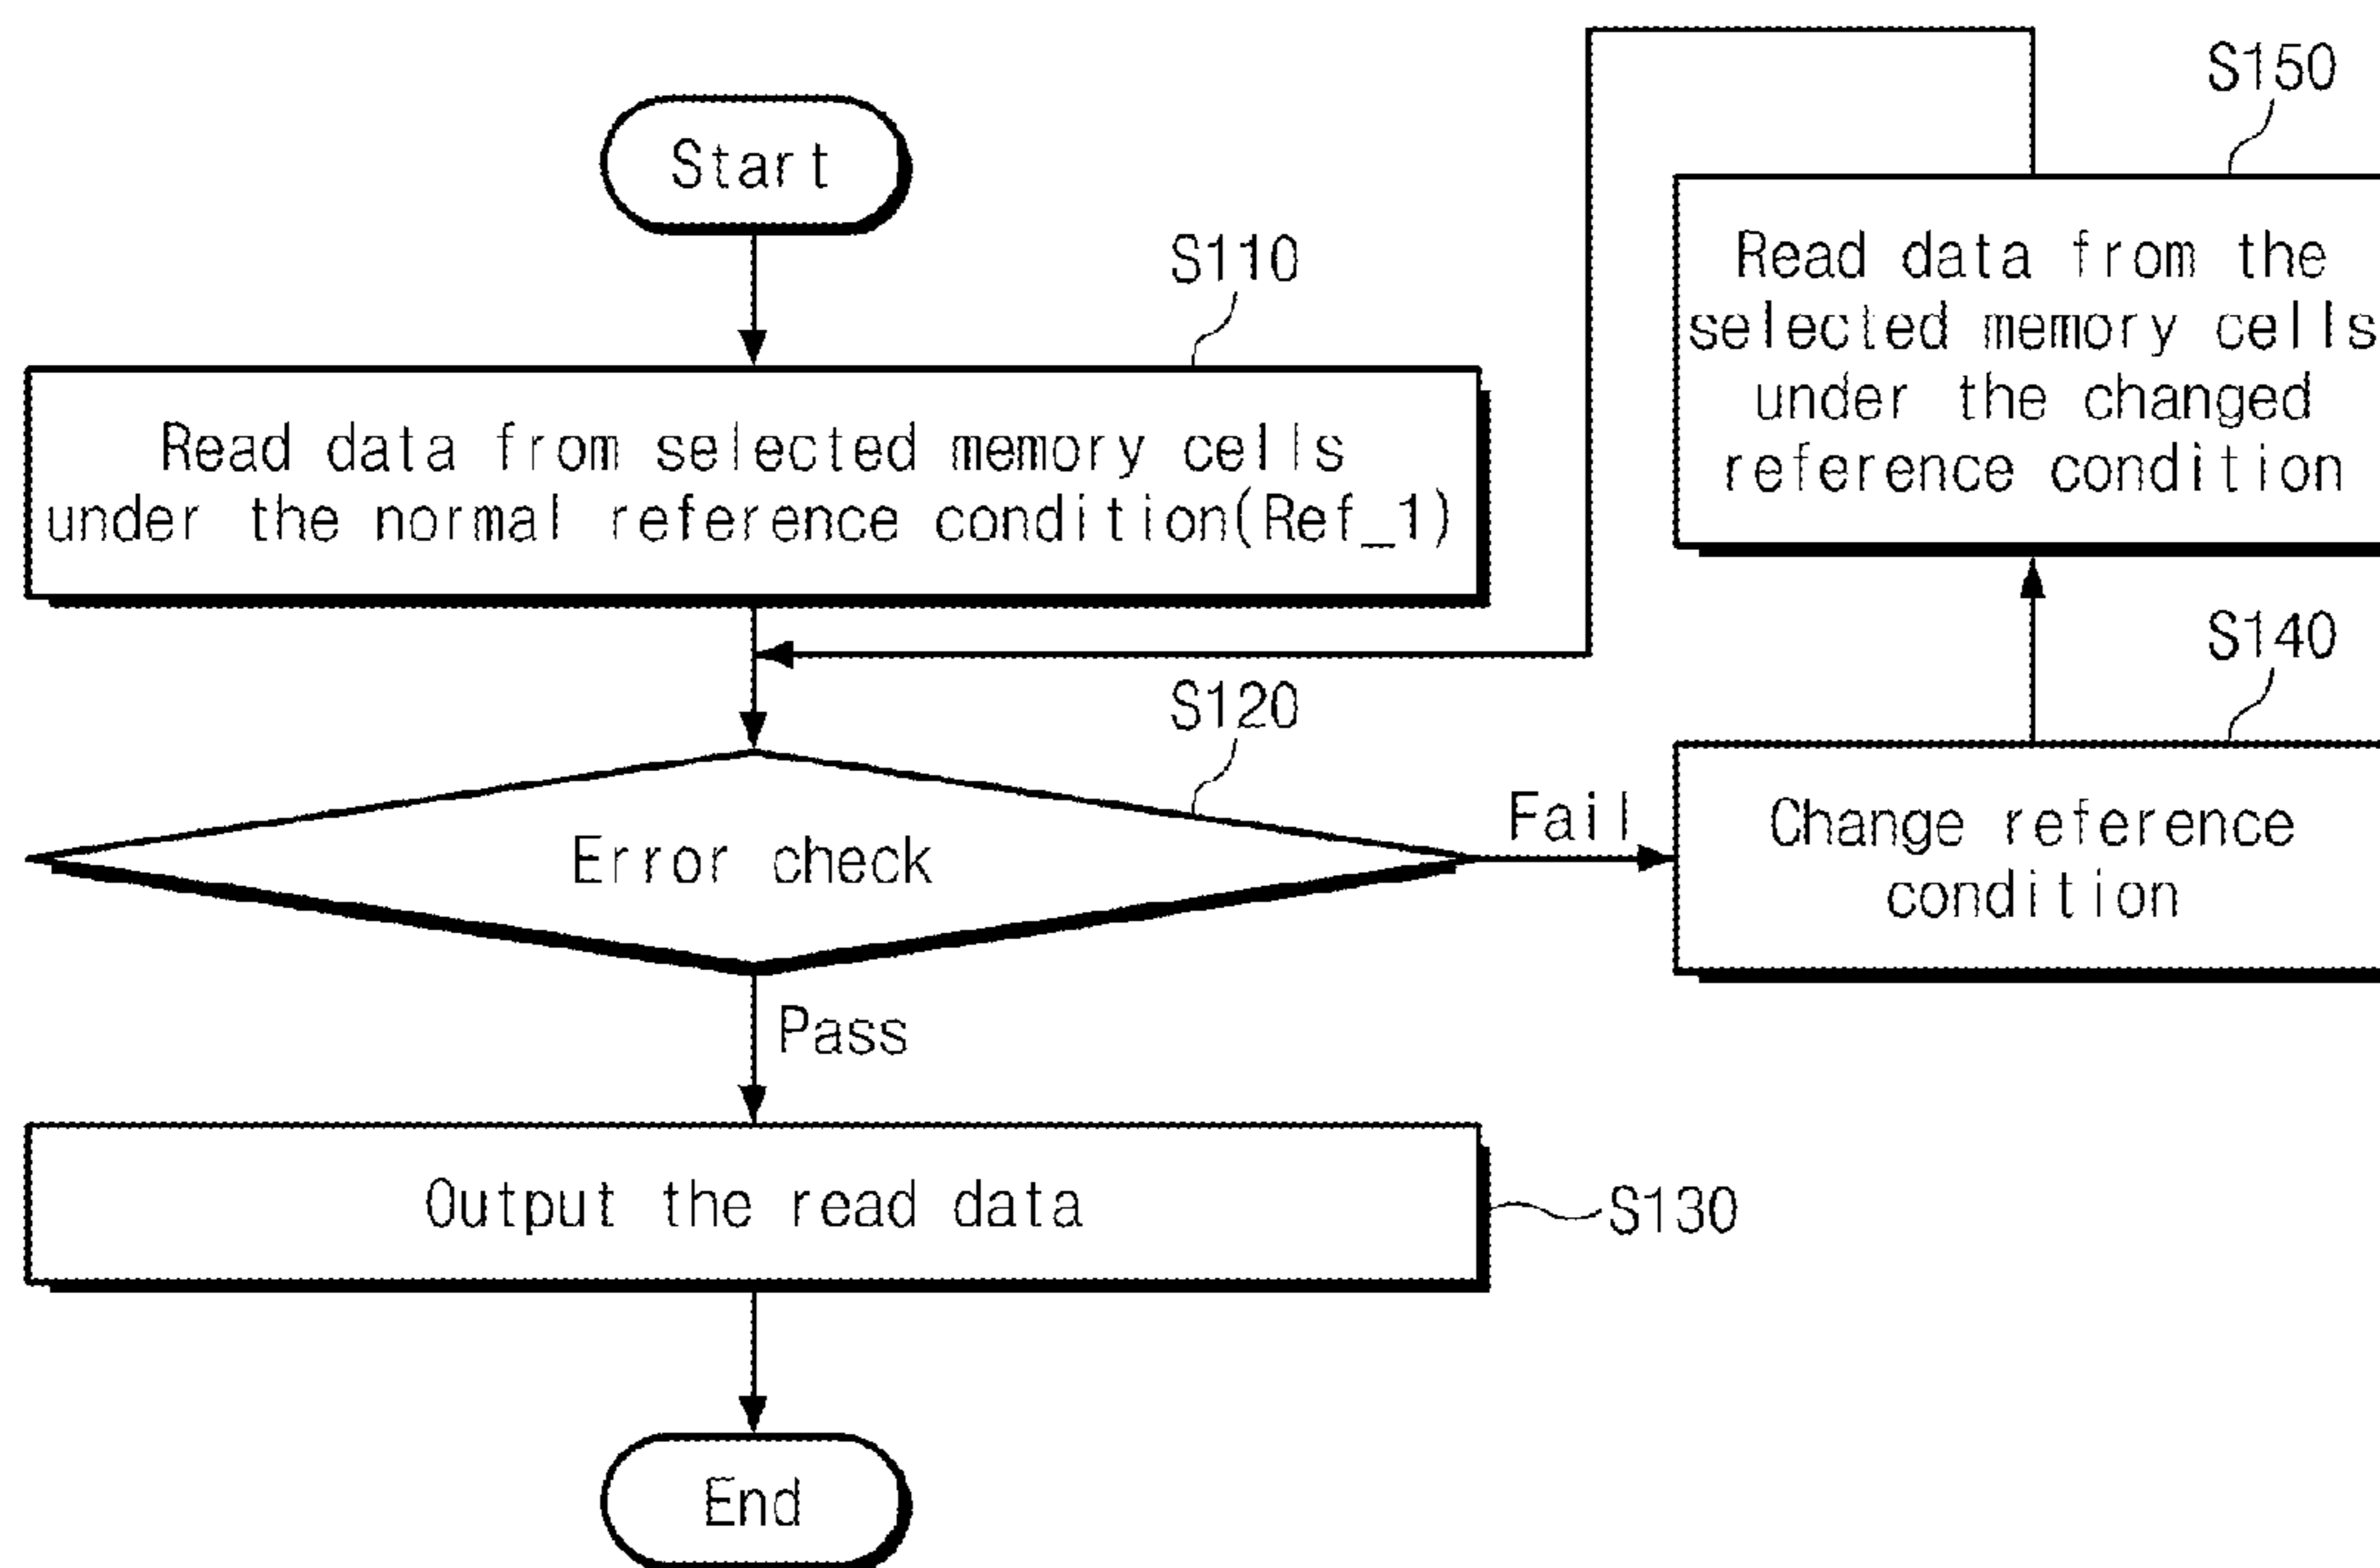 Start
S110
Read data from selected memory cells
under the normal reference condition(Ref_1)
S120
Error check
Fail
Pass
Output the read data
S130
End
S150
Read data from the
selected memory cells
under the changed
reference condition
S140
Change reference
condition